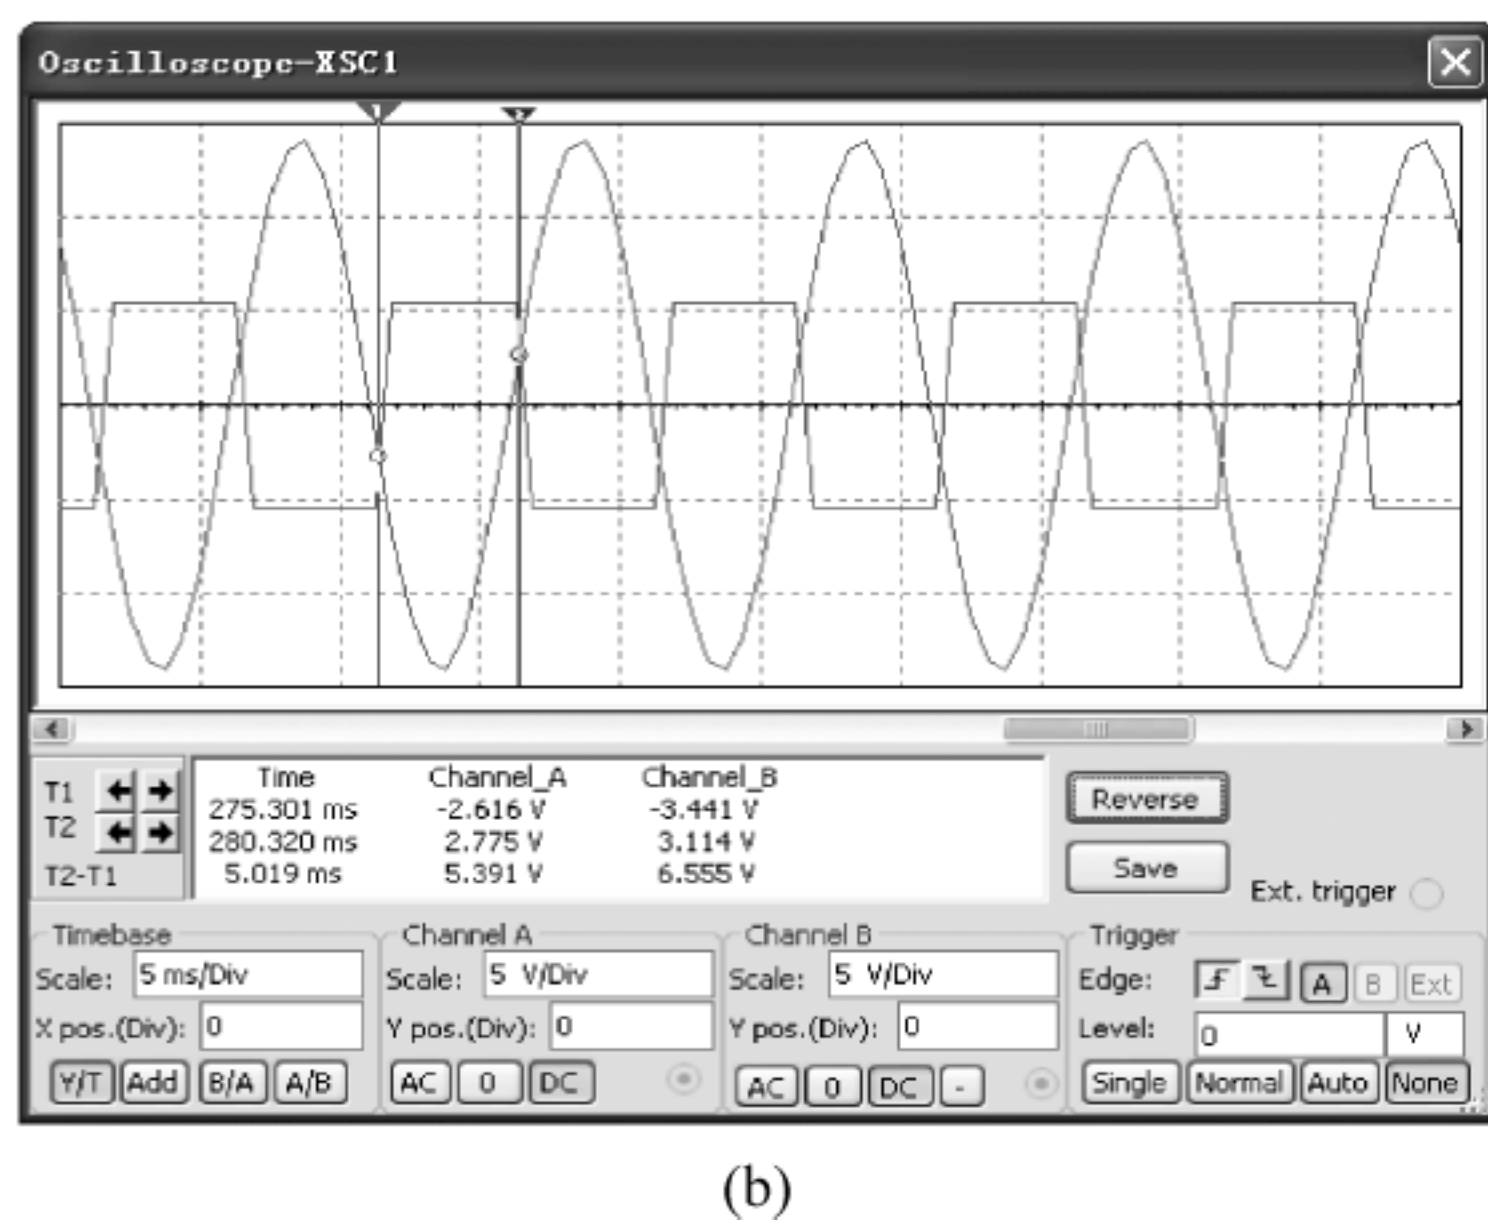 Oscilloscope-XSC1
1 2
Time Channel_A Channel_B
T1 275.301 ms -2.616 V -3.441 V
T2 280.320 ms 2.775 V 3.114 V
T2-T1 5.019 ms 5.391 V 6.555 V
Reverse
Save
Ext. trigger
Timebase Channel A Channel B Trigger
Scale: 5 ms/Div Scale: 5 V/Div Scale: 5 V/Div Edge: A B Ext
X pos.(Div): 0 Y pos.(Div): 0 Y pos.(Div): 0 Level: 0 V
Y/T Add B/A A/B AC 0 DC AC 0 DC - Single Normal Auto None
(b)